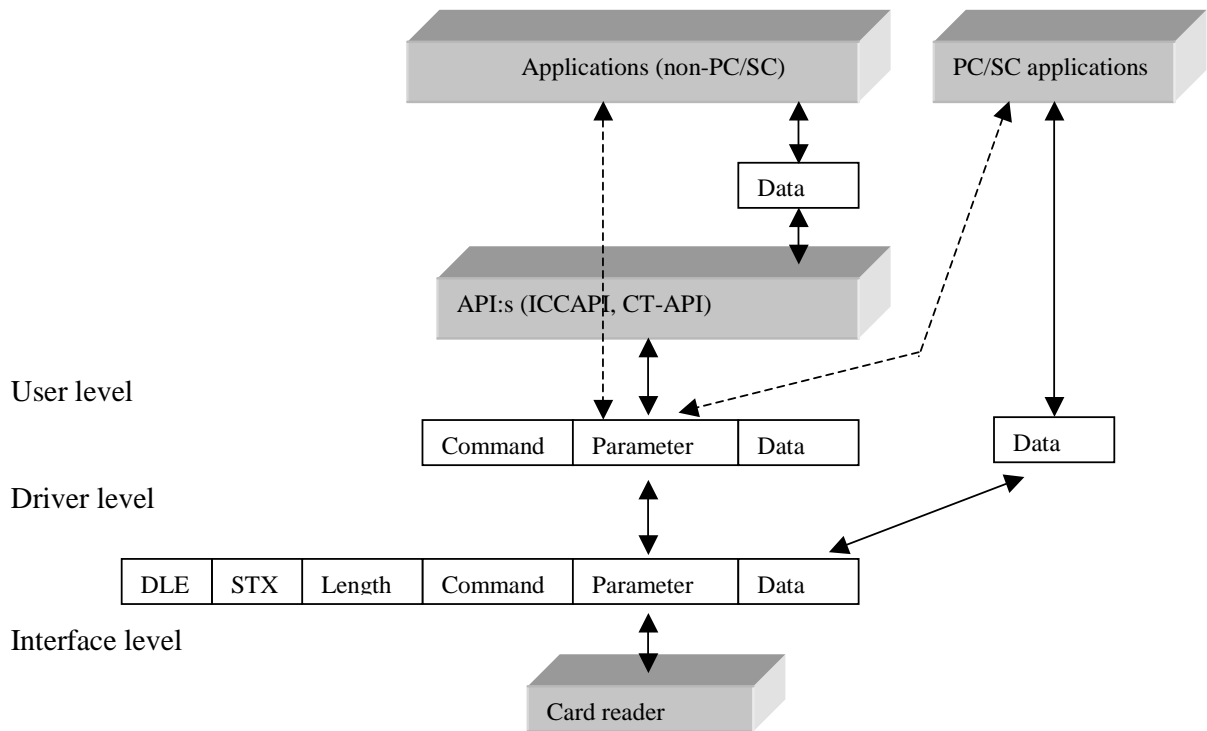 Applications (non-PC/SC)
PC/SC applications
Data
API:s (ICCAPI, CT-API)
User level
Command Parameter Data
Data
Driver level
DLE STX Length Command Parameter Data
Interface level
Card reader